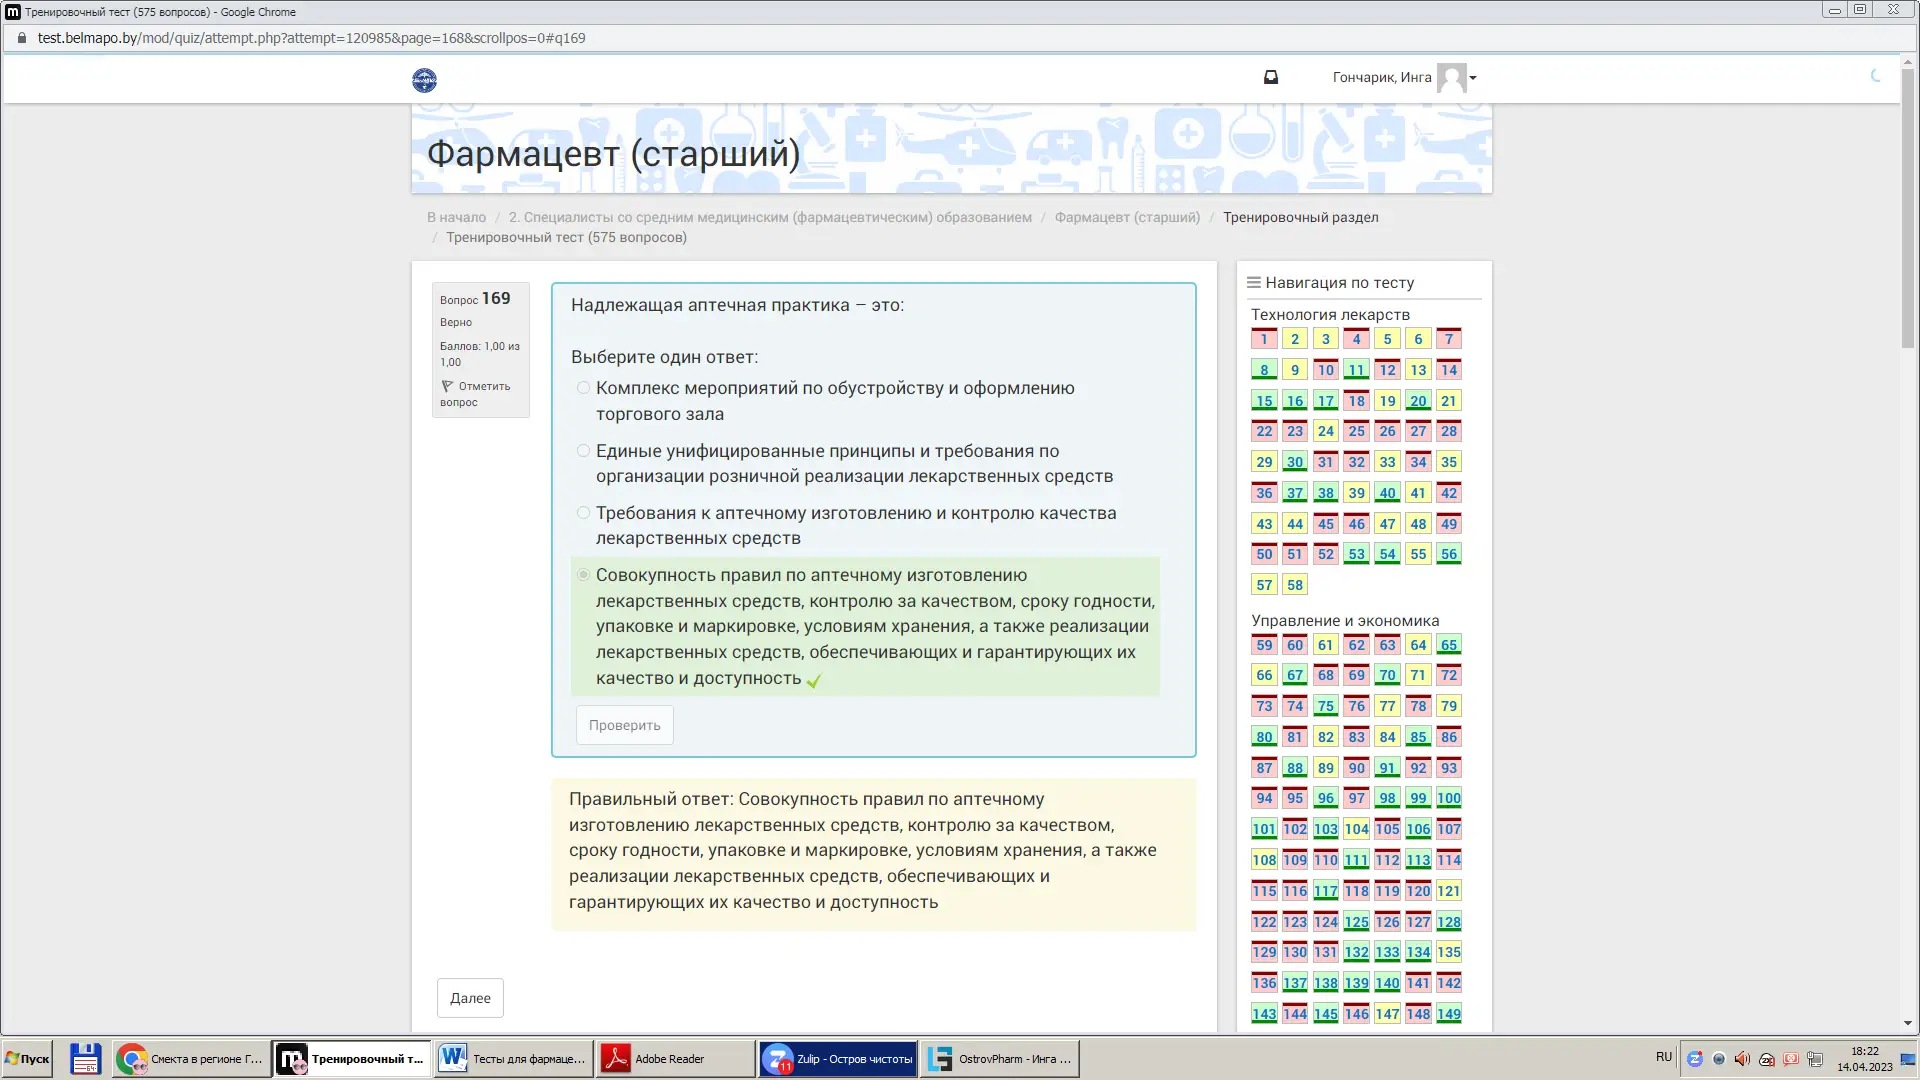 Тренировочный тест (575 вопросов) - Google Chrome
test.belmapo.by/mod/quiz/attempt.php?attempt=120985&page=168&scrollpos=0#q169
Гончарик, Инга
Фармацевт (старший)
В начало / 2. Специалисты со средним медицинским (фармацевтическим) образованием / Фармацевт (старший) / Тренировочный раздел
/ Тренировочный тест (575 вопросов)
Вопрос 169
Верно
Баллов: 1,00 из
1,00
Отметить
вопрос
Надлежащая аптечная практика – это:
Выберите один ответ:
Комплекс мероприятий по обустройству и оформлению
торгового зала
Единые унифицированные принципы и требования по
организации розничной реализации лекарственных средств
Требования к аптечному изготовлению и контролю качества
лекарственных средств
Совокупность правил по аптечному изготовлению
лекарственных средств, контролю за качеством, сроку годности,
упаковке и маркировке, условиям хранения, а также реализации
лекарственных средств, обеспечивающих и гарантирующих их
качество и доступность
Проверить
Правильный ответ: Совокупность правил по аптечному
изготовлению лекарственных средств, контролю за качеством,
сроку годности, упаковке и маркировке, условиям хранения, а также
реализации лекарственных средств, обеспечивающих и
гарантирующих их качество и доступность
Далее
Навигация по тесту
Технология лекарств
1 2 3 4 5 6 7
8 9 10 11 12 13 14
15 16 17 18 19 20 21
22 23 24 25 26 27 28
29 30 31 32 33 34 35
36 37 38 39 40 41 42
43 44 45 46 47 48 49
50 51 52 53 54 55 56
57 58
Управление и экономика
59 60 61 62 63 64 65
66 67 68 69 70 71 72
73 74 75 76 77 78 79
80 81 82 83 84 85 86
87 88 89 90 91 92 93
94 95 96 97 98 99 100
101 102 103 104 105 106 107
108 109 110 111 112 113 114
115 116 117 118 119 120 121
122 123 124 125 126 127 128
129 130 131 132 133 134 135
136 137 138 139 140 141 142
143 144 145 146 147 148 149
Пуск
Смекта в регионе Г...
Тренировочный т...
Тесты для фармаце...
Adobe Reader
11
Zulip - Остров чистоты
OstrovPharm - Инга ...
RU
18:22
14.04.2023